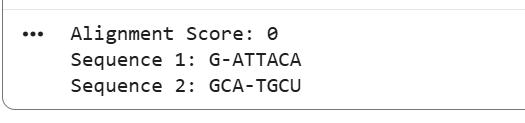 Alignment Score: 0
Sequence 1: G-ATTACA
Sequence 2: GCA-TGCU